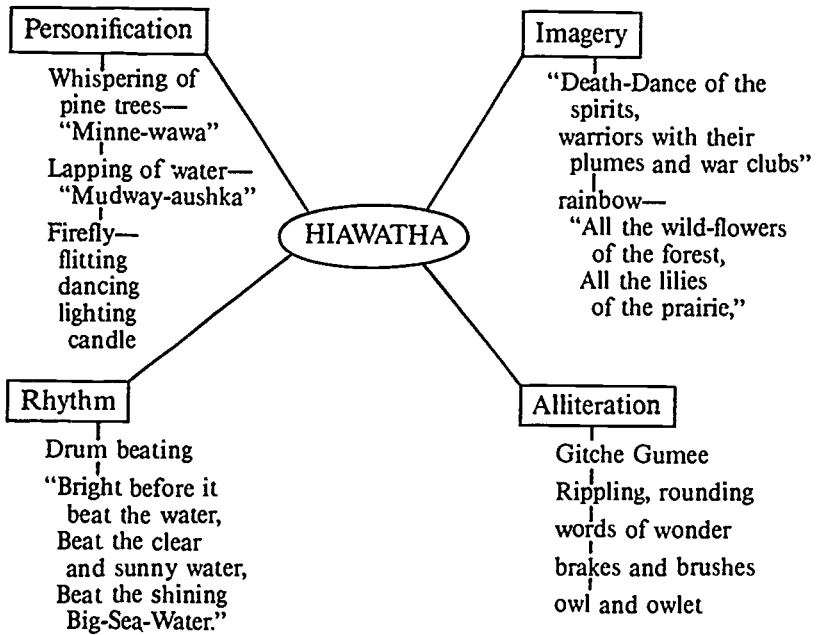 Personification
Whispering of
pine trees—
"Minne-wawa"
Lapping of water—
"Mudway-aushka"
Firefly—
flitting
dancing
lighting
candle
Imagery
"Death-Dance of the
spirits,
warriors with their
plumes and war clubs"
rainbow—
"All the wild-flowers
of the forest,
All the lilies
of the prairie,"
HIAWATHA
Rhythm
Drum beating
"Bright before it
beat the water,
Beat the clear
and sunny water,
Beat the shining
Big-Sea-Water."
Alliteration
Gitche Gumee
Rippling, rounding
words of wonder
brakes and brushes
owl and owlet